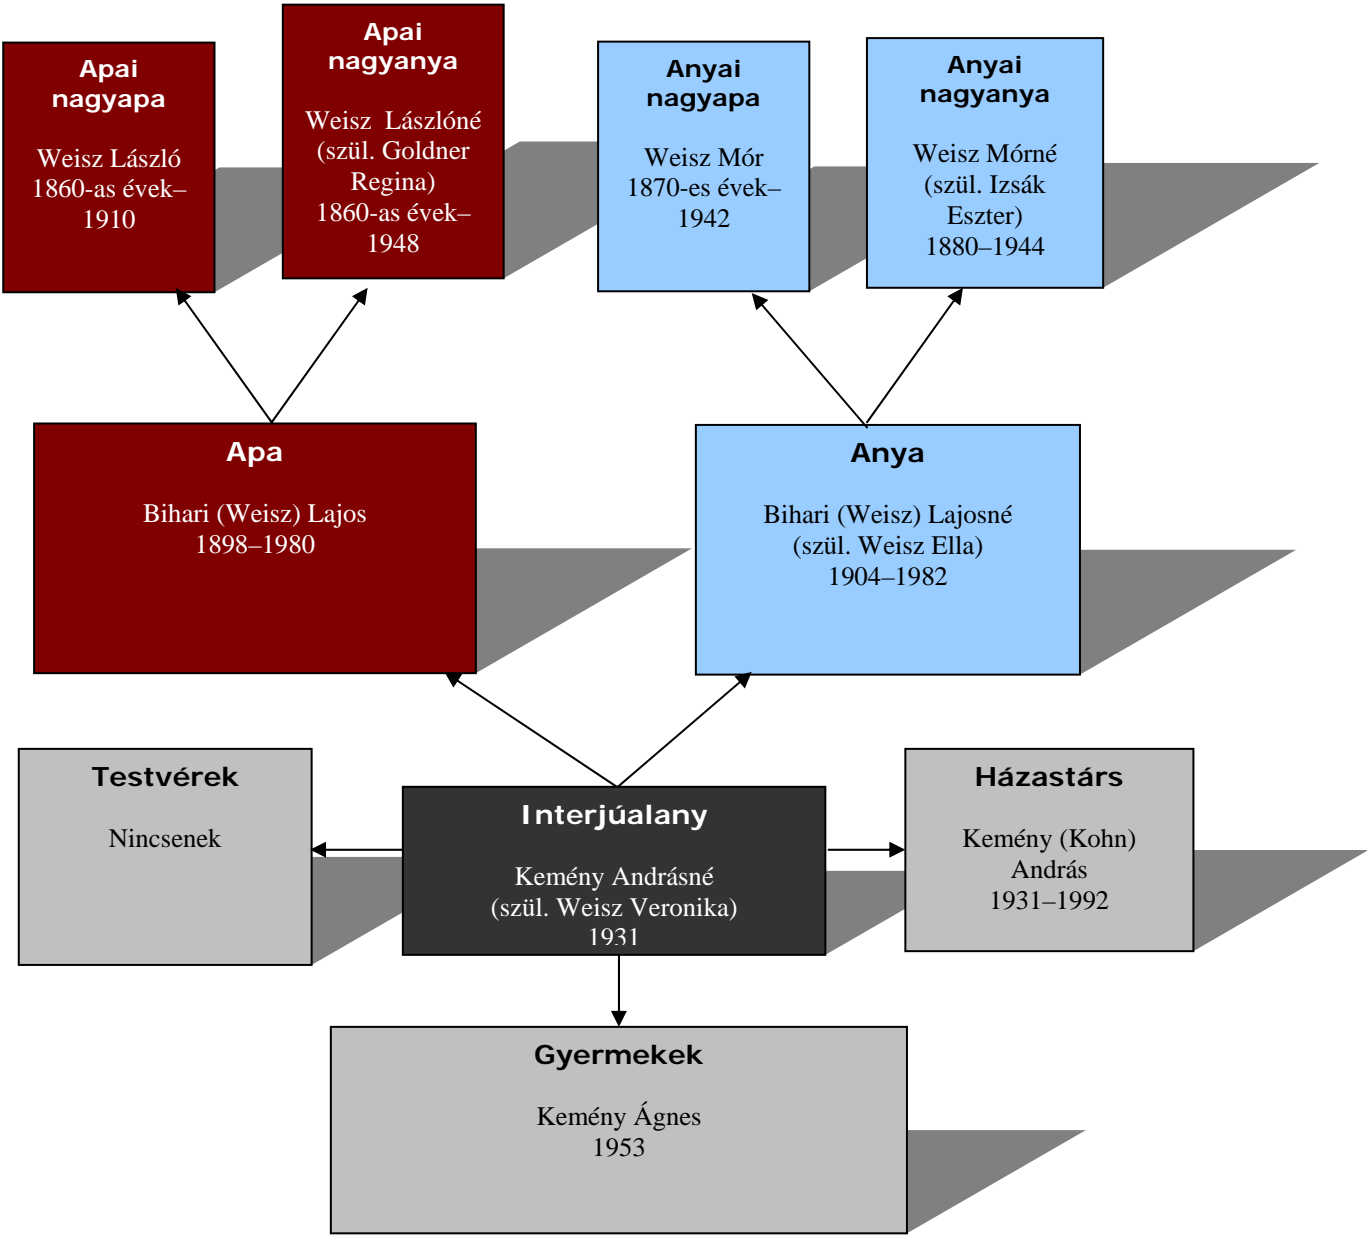 Apai
nagyapa
Weisz László
1860-as évek–
1910
Apai
nagyanya
Weisz Lászlóné
(szül. Goldner
Regina)
1860-as évek–
1948
Anyai
nagyapa
Weisz Mór
1870-es évek–
1942
Anyai
nagyanya
Weisz Mórné
(szül. Izsák
Eszter)
1880–1944
Apa
Bihari (Weisz) Lajos
1898–1980
Anya
Bihari (Weisz) Lajosné
(szül. Weisz Ella)
1904–1982
Testvérek
Nincsenek
Interjúalany
Kemény Andrásné
(szül. Weisz Veronika)
1931
Házastárs
Kemény (Kohn)
András
1931–1992
Gyermekek
Kemény Ágnes
1953